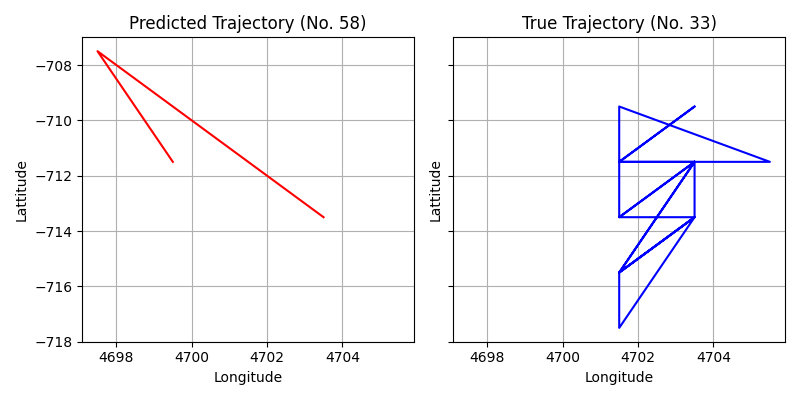 Predicted Trajectory (No. 58)
True Trajectory (No. 33)
−708
−710
−712
−714
−716
−718
Lattitude
Lattitude
4698 4700 4702 4704
4698 4700 4702 4704
Longitude
Longitude